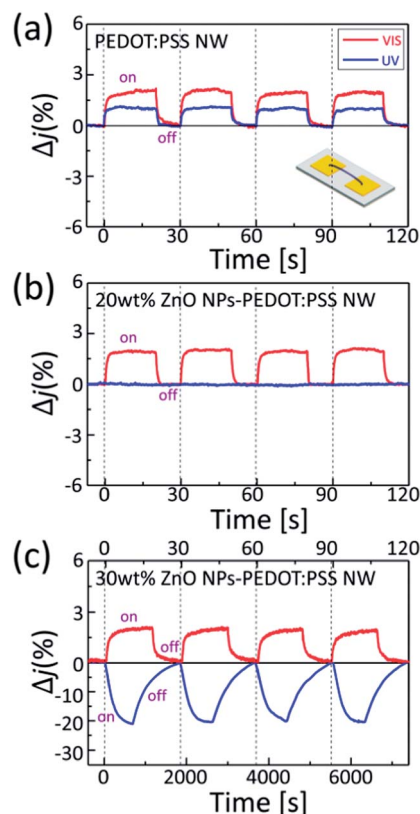 (a)
PEDOT:PSS NW
VIS
UV
on
off
Δj(%)
6
3
0
-3
-6
0 30 60 90 120
Time [s]
(b)
20wt% ZnO NPs-PEDOT:PSS NW
on
off
Δj(%)
6
3
0
-3
-6
0 30 60 90 120
Time [s]
(c)
0 30 60 90 120
30wt% ZnO NPs-PEDOT:PSS NW
on
off
off
on
Δj(%)
6
3
0
-10
-20
-30
0 2000 4000 6000
Time [s]